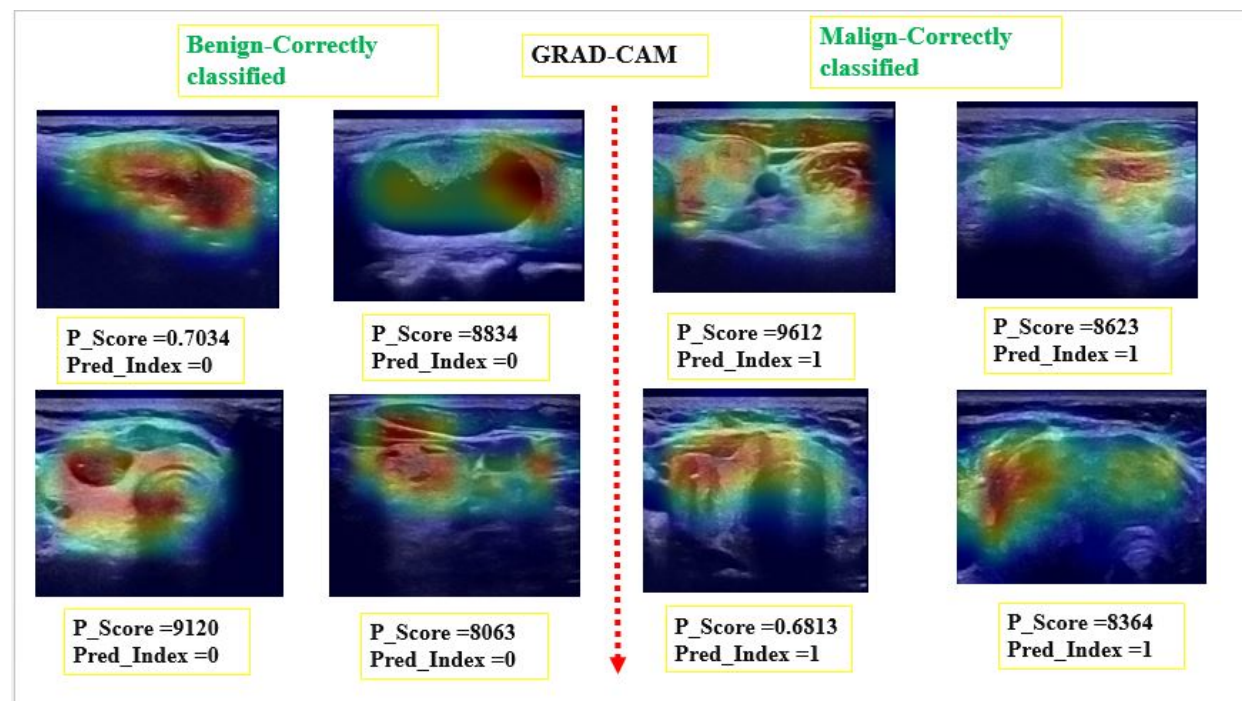 Benign-Correctly
classified
GRAD-CAM
Malign-Correctly
classified
P_Score =0.7034
Pred_Index =0
P_Score =8834
Pred_Index =0
P_Score =9612
Pred_Index =1
P_Score =8623
Pred_Index =1
P_Score =9120
Pred_Index =0
P_Score =8063
Pred_Index =0
P_Score =0.6813
Pred_Index =1
P_Score =8364
Pred_Index =1